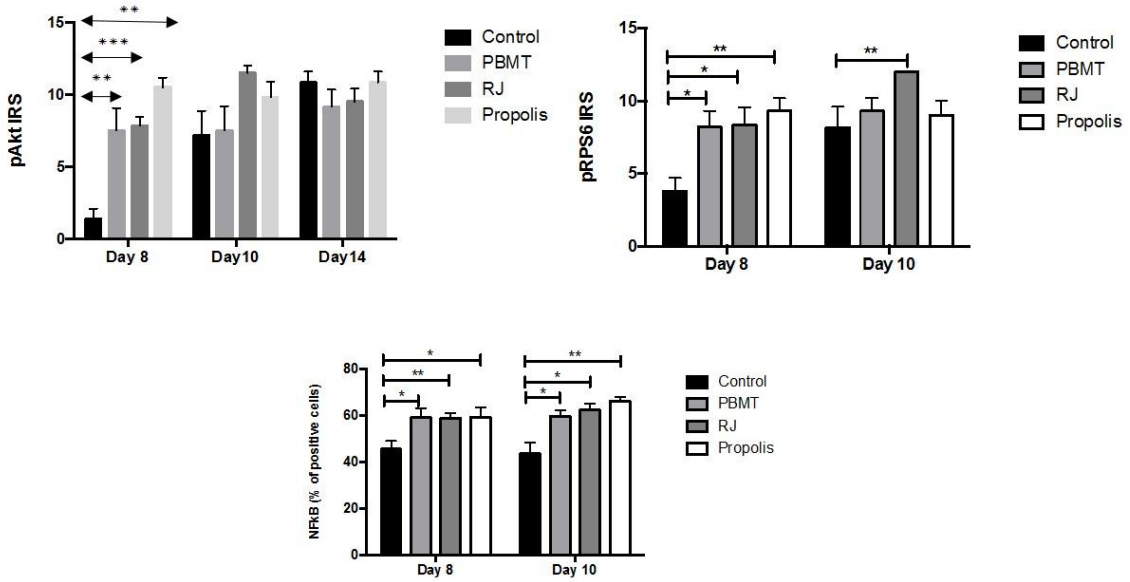 15
10
5
0
pAkt IRS
**
***
**
Day 8
Day10
Day14
Control
PBMT
RJ
Propolis
15
10
5
0
pRPS6 IRS
**
*
*
**
Day 8
Day 10
Control
PBMT
RJ
Propolis
80
60
40
20
0
NFkB (% of positive cells)
*
**
*
**
*
*
Day 8
Day 10
Control
PBMT
RJ
Propolis